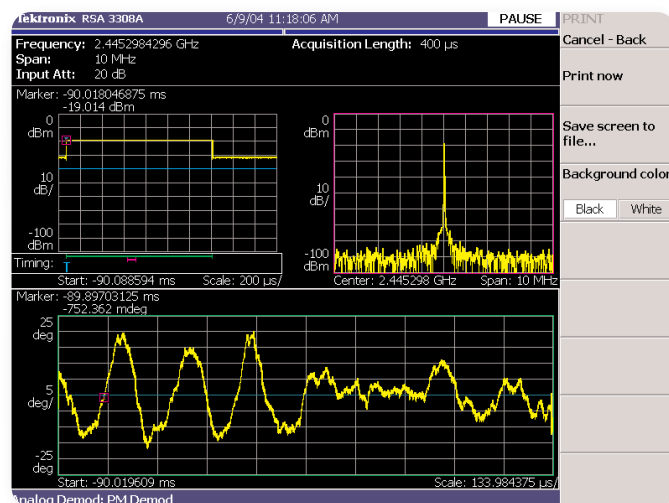 Tektronix RSA 3308A 6/9/04 11:18:06 AM PAUSE PRINT
Cancel - Back
Frequency: 2.4452984296 GHz Acquisition Length: 400 µs
Span: 10 MHz
Input Att: 20 dB
Print now
Marker: -90.018046875 ms
-19.014 dBm
0
dBm
10
dB/
-100
dBm
0
dBm
10
dB/
-100
dBm
Save screen to
file...
Background color
Black White
Timing:
T
Start: -90.088594 ms Scale: 200 µs/
Center: 2.445298 GHz Span: 10 MHz
Marker: -89.89703125 ms
-752.362 mdeg
25
deg
5
deg/
-25
deg
Start: -90.019609 ms Scale: 133.984375 µs/
Analog Demod: PM Demod